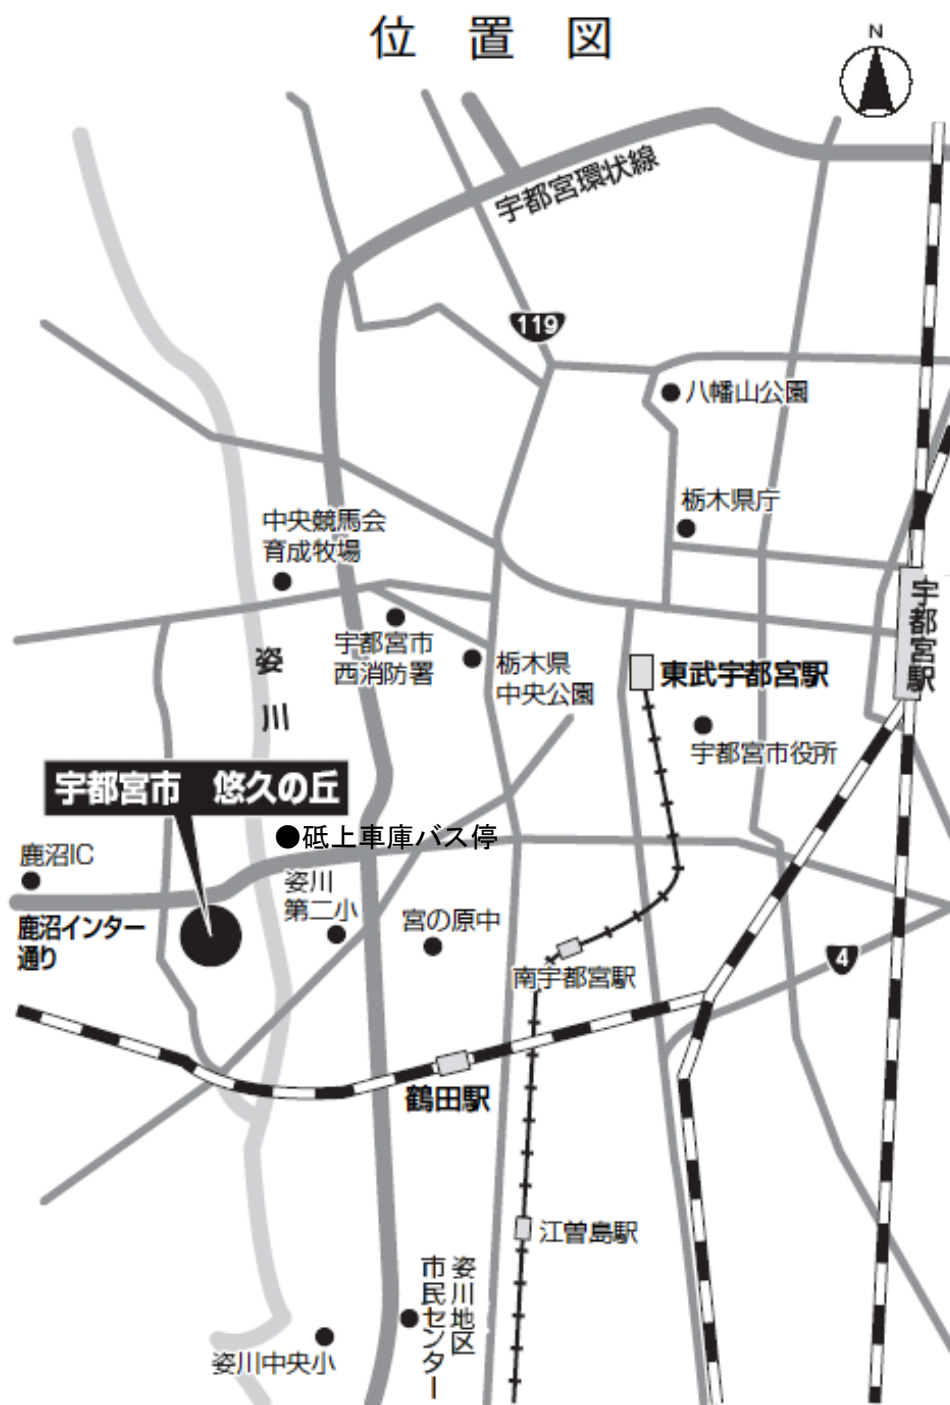 位置図
N
宇都宮環状線
119
八幡山公園
栃木県庁
中央競馬会
育成牧場
宇都宮駅
宇都宮市
西消防署
姿川
栃木県
中央公園
東武宇都宮駅
宇都宮市役所
宇都宮市 悠久の丘
●砥上車庫バス停
鹿沼IC
姿川
第二小
鹿沼インター
通り
宮の原中
南宇都宮駅
4
鶴田駅
江曽島駅
姿川地区
市民センター
姿川中央小